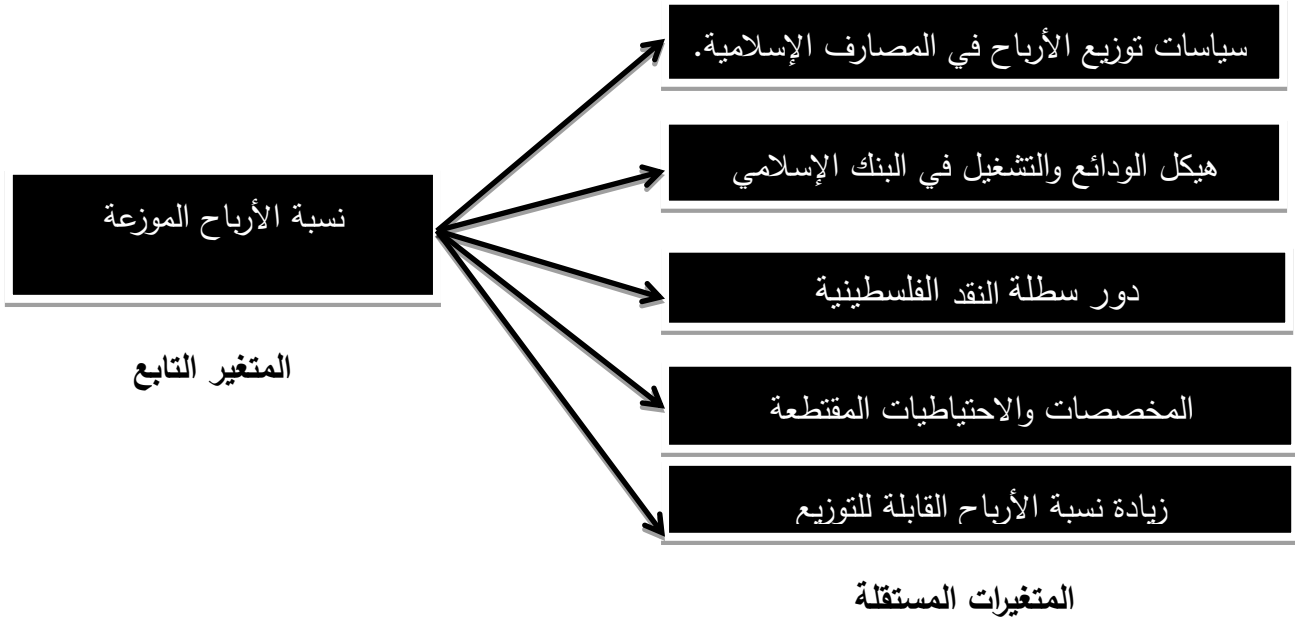 سياسات توزيع الأرباح في المصارف الإسلامية.
هيكل الودائع والتشغيل في البنك الإسلامي
نسبة الأرباح الموزعة
دور سطلة النقد الفلسطينية
المتغير التابع
المخصصات والاحتياطيات المقتطعة
زيادة نسبة الأرباح القابلة للتوزيع
المتغيرات المستقلة